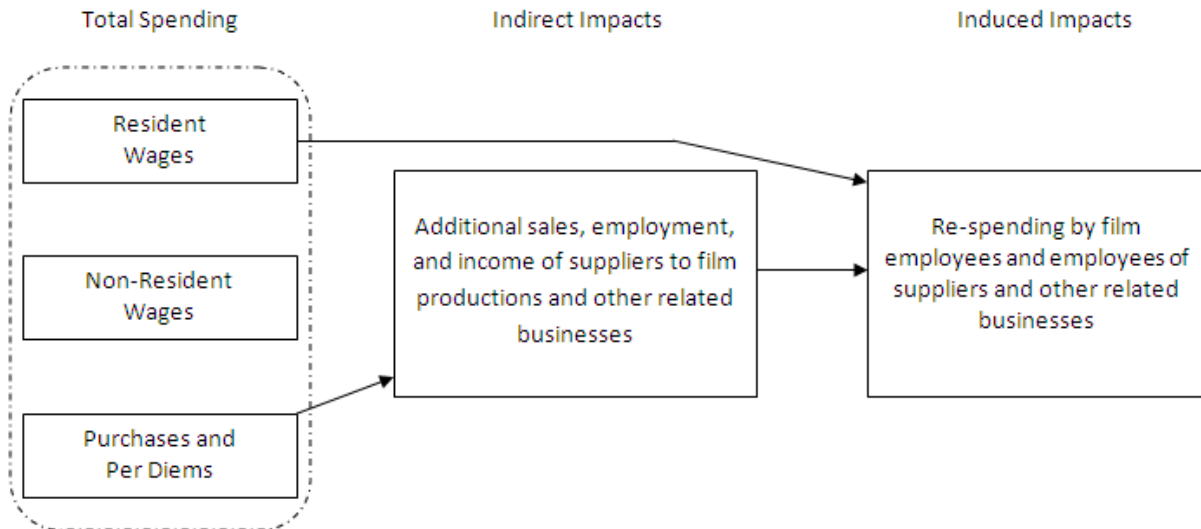 Total Spending
Indirect Impacts
Induced Impacts
Resident
Wages
Non-Resident
Wages
Purchases and
Per Diems
Additional sales, employment,
and income of suppliers to film
productions and other related
businesses
Re-spending by film
employees and employees of
suppliers and other related
businesses